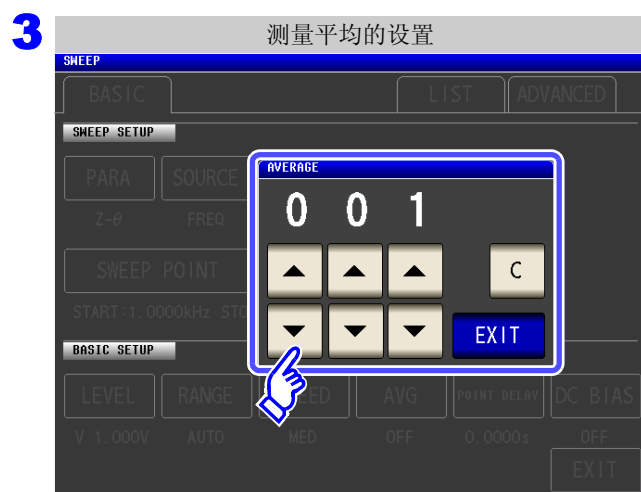 3
测量平均的设置
SWEEP
BASIC LIST ADVANCED
SWEEP SETUP
PARA SOURCE
Z-θ FREQ
SWEEP POINT
START:1.0000kHz STO
AVERAGE
0 0 1
C
EXIT
BASIC SETUP
LEVEL RANGE SPEED AVG POINT DELAY DC BIAS
V 1.000V AUTO MED OFF 0.0000s OFF
EXIT